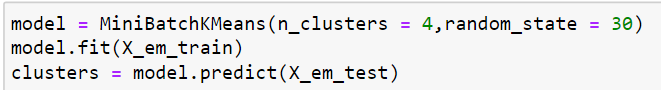 model = MiniBatchKMeans(n_clusters = 4,random_state = 30)
model.fit(X_em_train)
clusters = model.predict(X_em_test)